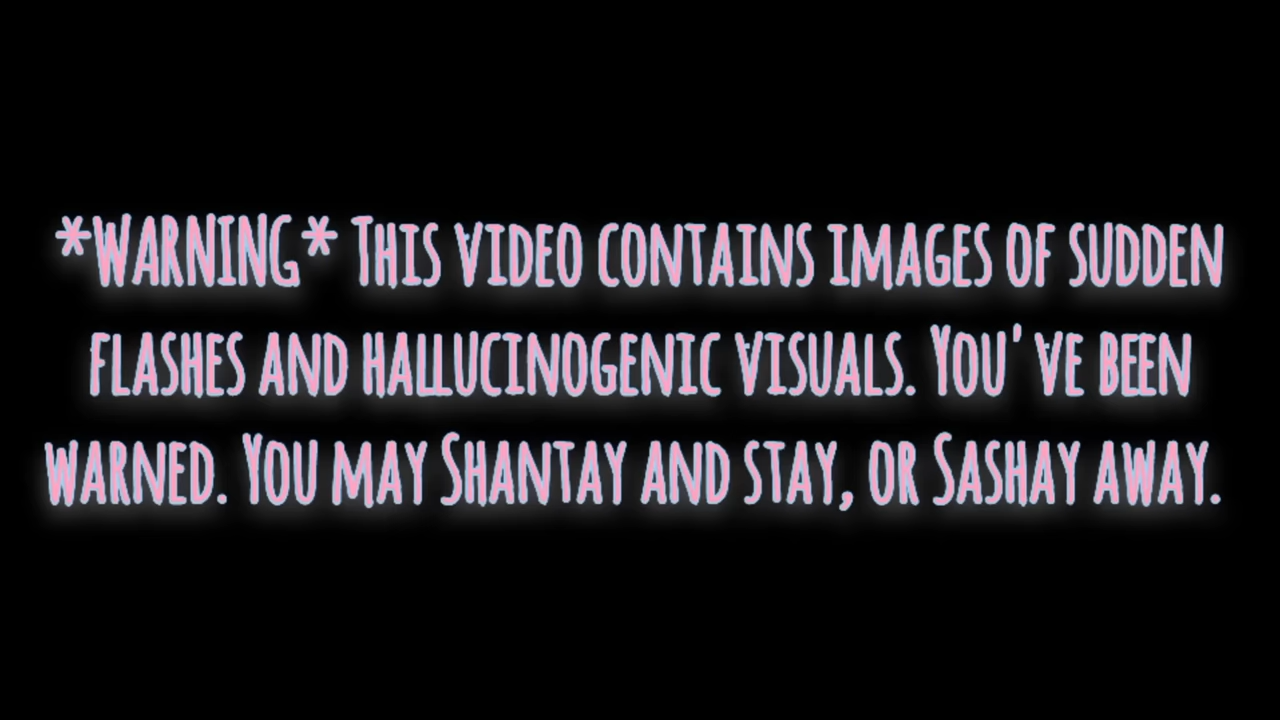 *WARNING* This video contains images of sudden
flashes and hallucinogenic visuals. You've been
warned. You may Shantay and stay, or Sashay away.